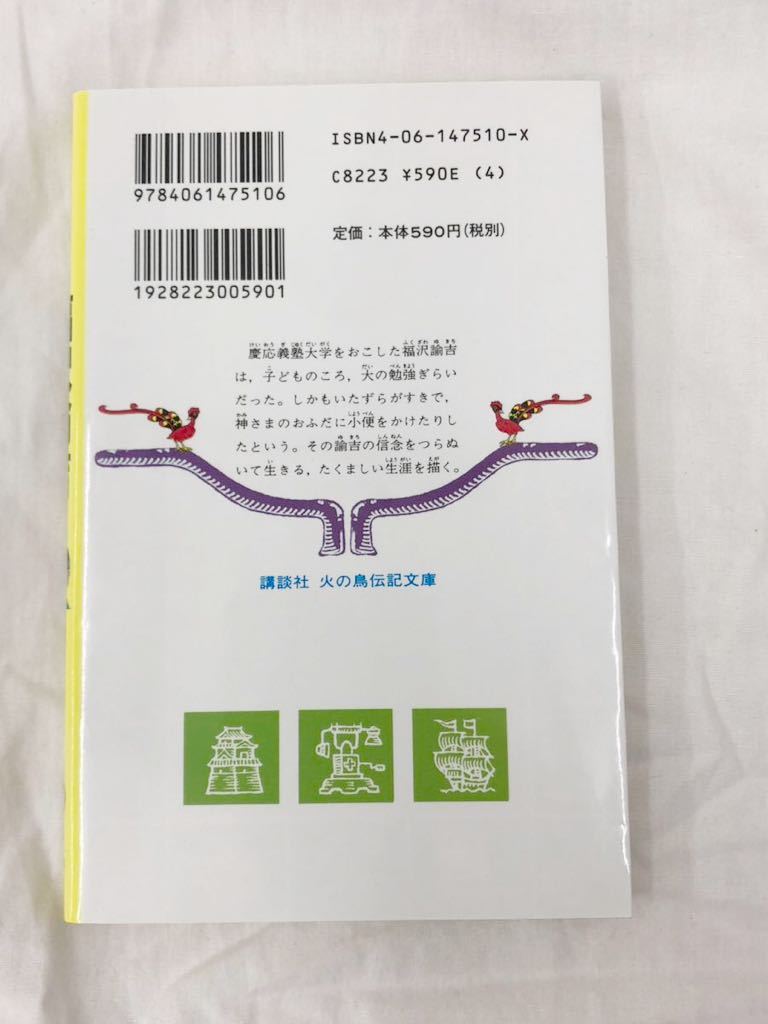 ISBN4-06-147510-X
9784061475106
C8223 ¥590E (4)
定価：本体590円(税別)
1928223005901
慶応義塾大学をおこした福沢諭吉
は，子どものころ，大の勉強ぎらい
だった。しかもいたずらがすきで，
神さまのおふだに小便をかけたりし
たという。その諭吉の信念をつらぬ
いて生きる，たくましい生涯を描く。
講談社 火の鳥伝記文庫